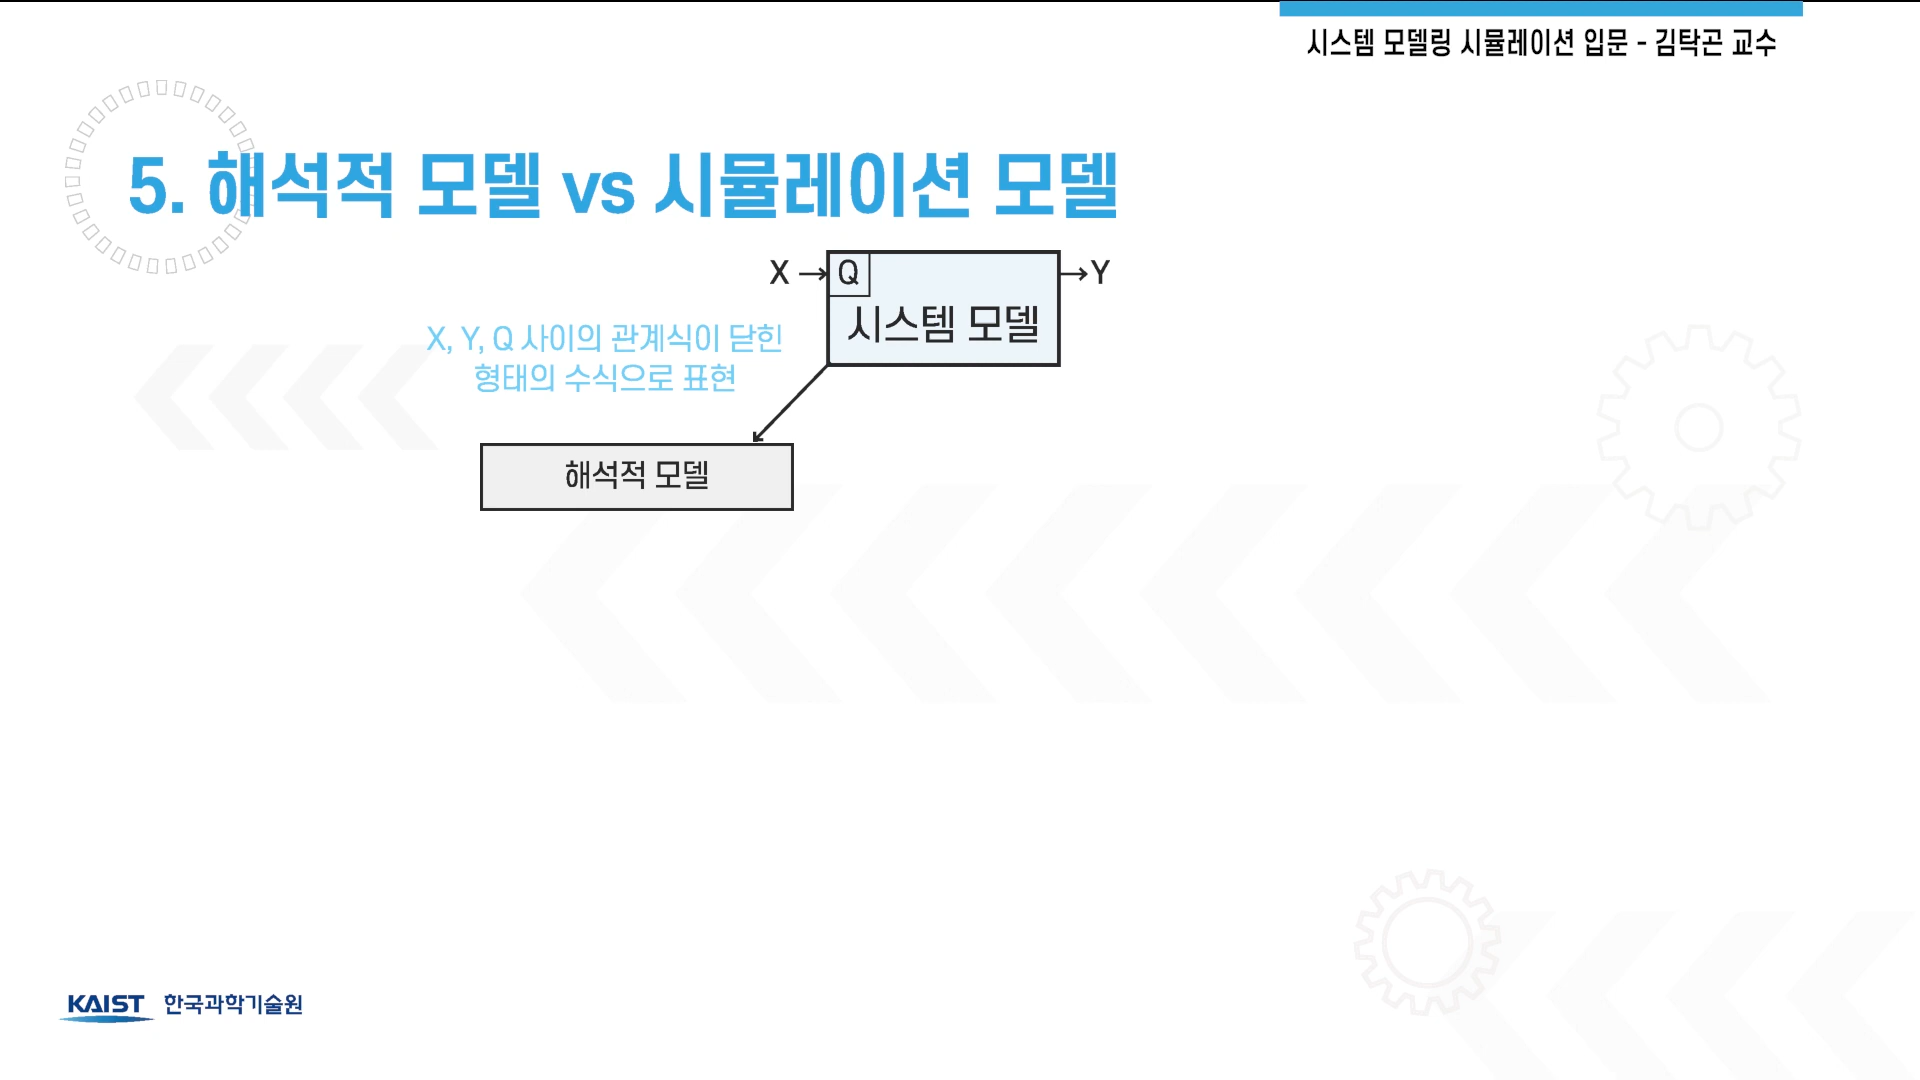 시스템 모델링 시뮬레이션 입문 - 김탁곤 교수
5. 해석적 모델 vs 시뮬레이션 모델
X → Q → Y
시스템 모델
X, Y, Q 사이의 관계식이 닫힌
형태의 수식으로 표현
해석적 모델
KAIST 한국과학기술원